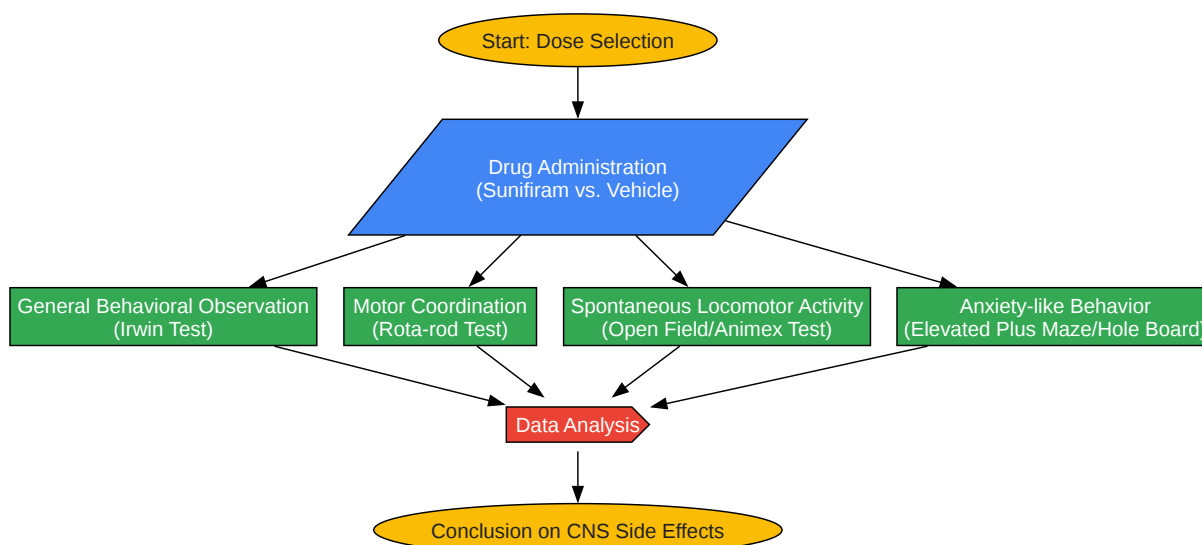 Start: Dose Selection
Drug Administration
(Sunifiram vs. Vehicle)
General Behavioral Observation
(Irwin Test)
Motor Coordination
(Rota-rod Test)
Spontaneous Locomotor Activity
(Open Field/Animex Test)
Anxiety-like Behavior
(Elevated Plus Maze/Hole Board)
Data Analysis
Conclusion on CNS Side Effects